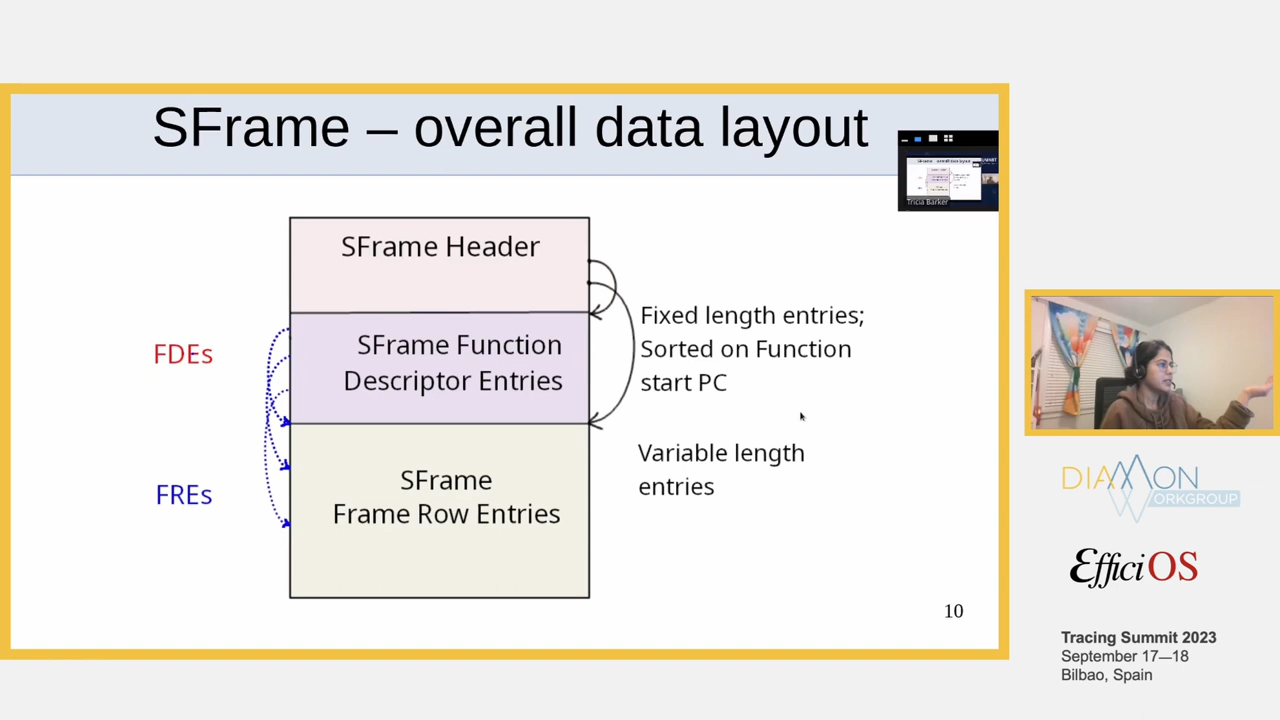 SFrame – overall data layout
Tricia Barker
SFrame Header
FDEs
SFrame Function
Descriptor Entries
Fixed length entries;
Sorted on Function
start PC
FREs
SFrame
Frame Row Entries
Variable length
entries
10
DIAMON
WORKGROUP
EfficiOS
Tracing Summit 2023
September 17—18
Bilbao, Spain